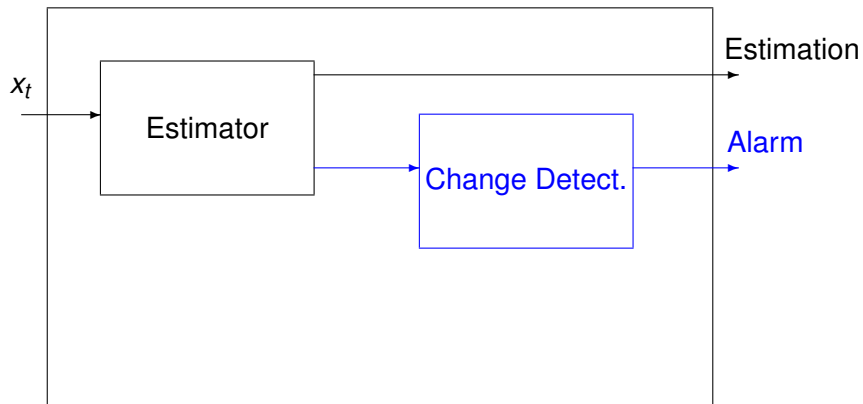 Estimation
x_t
Estimator
Alarm
Change Detect.